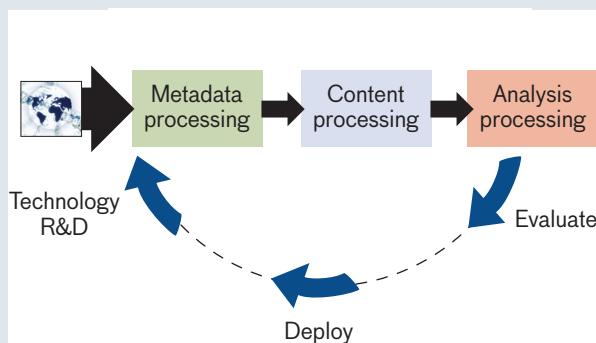 Metadata
processing
Content
processing
Analysis
processing
Technology
R&D
Evaluate
Deploy